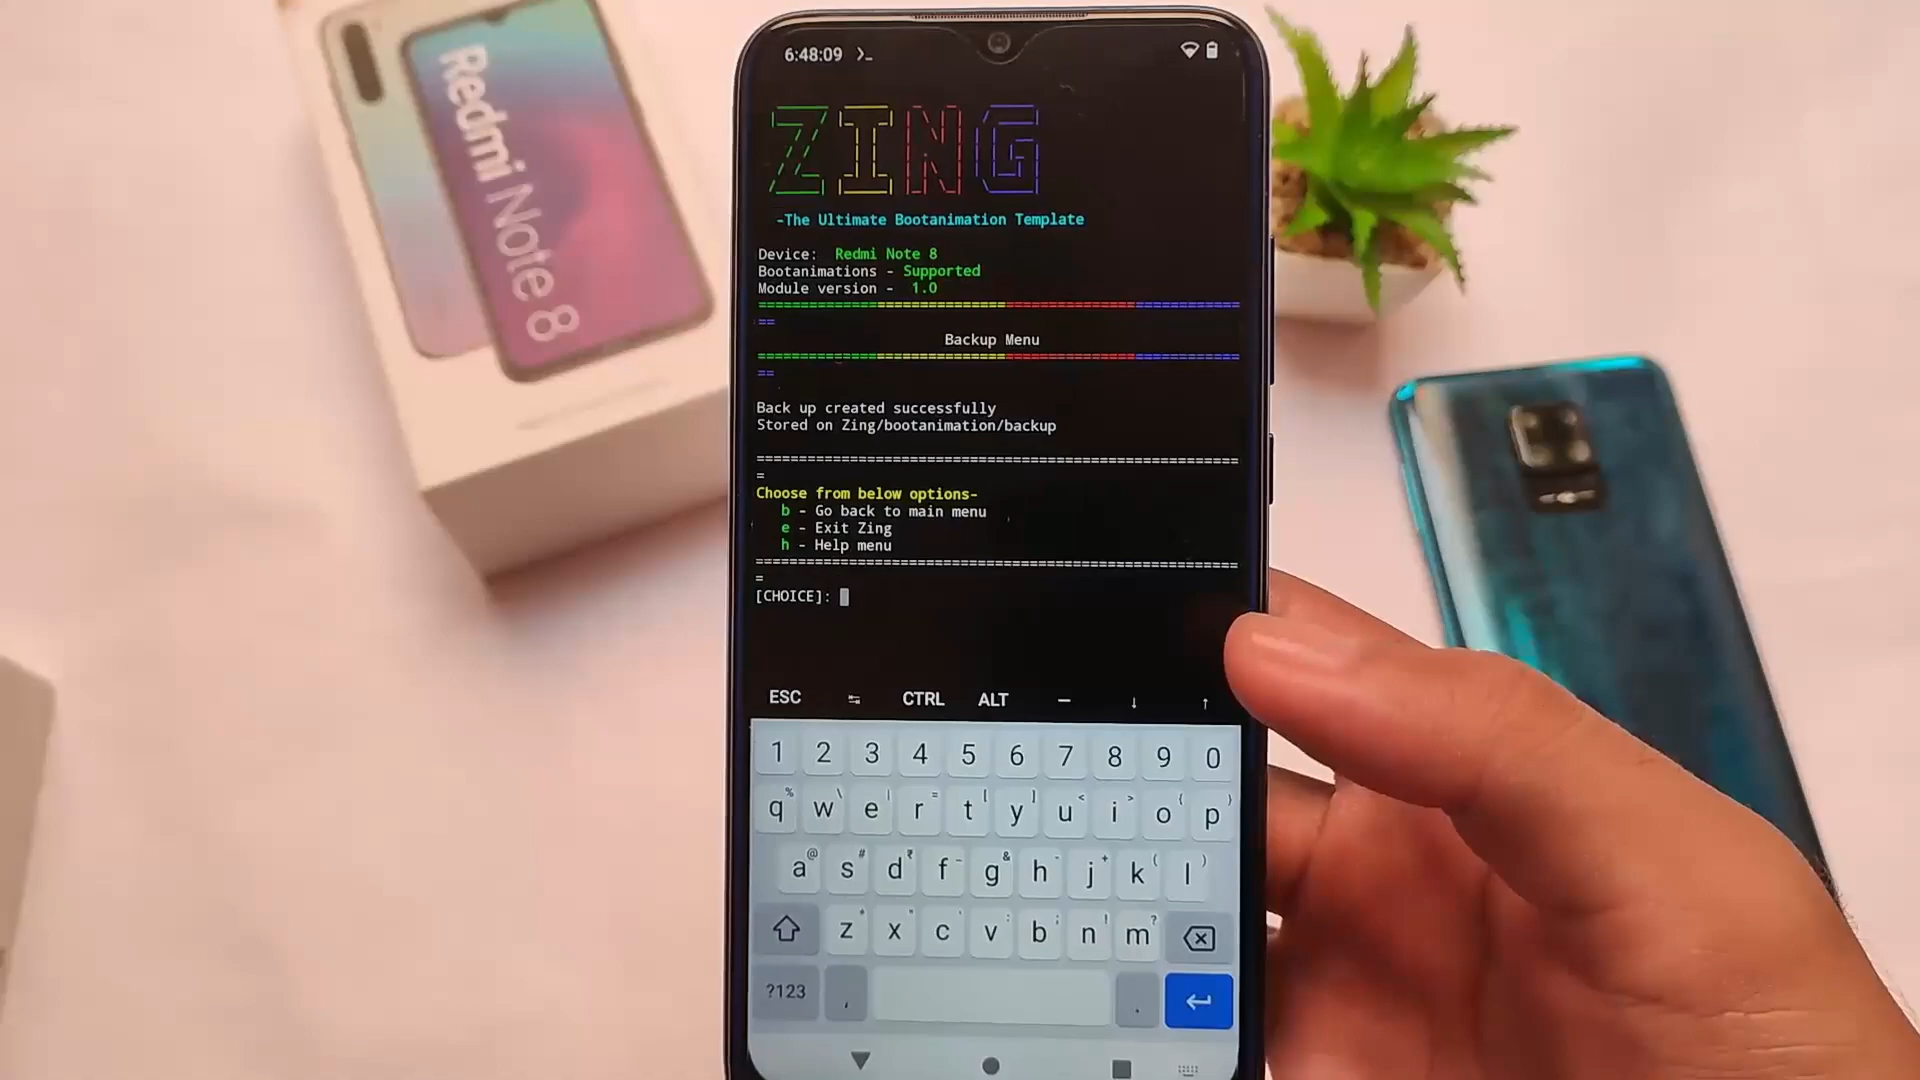 Redmi Note 8
6:48:09 >_
ZING
-The Ultimate Bootanimation Template
Device: Redmi Note 8
Bootanimations - Supported
Module version - 1.0
=========================================================
==
Backup Menu
=========================================================
==
Back up created successfully
Stored on Zing/bootanimation/backup
=========================================================
=
Choose from below options-
b - Go back to main menu
e - Exit Zing
h - Help menu
=========================================================
=
[CHOICE]:
ESC ↹ CTRL ALT — ↓ ↑
1 2 3 4 5 6 7 8 9 0
q w e r t y u i o p
a s d f g h j k l
z x c v b n m
?123 , .